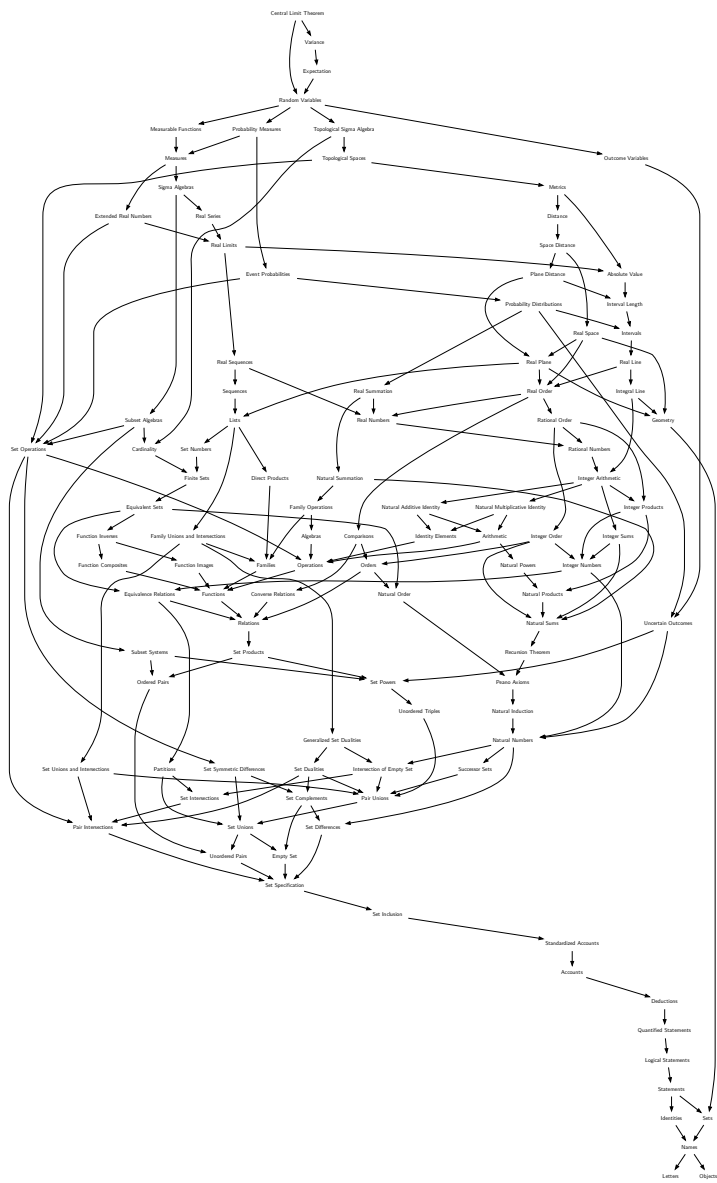 Central Limit Theorem
Variance
Expectation
Random Variables
Measurable Functions
Probability Measures
Topological Sigma Algebra
Measures
Topological Spaces
Outcome Variables
Sigma Algebras
Metrics
Extended Real Numbers
Real Series
Distance
Real Limits
Space Distance
Event Probabilities
Plane Distance
Absolute Value
Probability Distributions
Interval Length
Real Space
Intervals
Real Sequences
Real Plane
Real Line
Sequences
Real Summation
Real Order
Integral Line
Subset Algebras
Lists
Real Numbers
Rational Order
Geometry
Set Operations
Cardinality
Set Numbers
Rational Numbers
Finite Sets
Direct Products
Natural Summation
Integer Arithmetic
Equivalent Sets
Family Operations
Natural Additive Identity
Natural Multiplicative Identity
Integer Products
Function Inverses
Family Unions and Intersections
Algebras
Comparisons
Identity Elements
Arithmetic
Integer Order
Integer Sums
Function Composites
Function Images
Families
Operations
Orders
Natural Powers
Integer Numbers
Equivalence Relations
Functions
Converse Relations
Natural Order
Natural Products
Relations
Natural Sums
Uncertain Outcomes
Subset Systems
Set Products
Recursion Theorem
Ordered Pairs
Set Powers
Peano Axioms
Unordered Triples
Natural Induction
Generalized Set Dualities
Natural Numbers
Set Unions and Intersections
Partitions
Set Symmetric Differences
Set Dualities
Intersection of Empty Set
Successor Sets
Set Intersections
Set Complements
Pair Unions
Pair Intersections
Set Unions
Set Differences
Unordered Pairs
Empty Set
Set Specification
Set Inclusion
Standardized Accounts
Accounts
Deductions
Quantified Statements
Logical Statements
Statements
Identities
Sets
Names
Letters
Objects